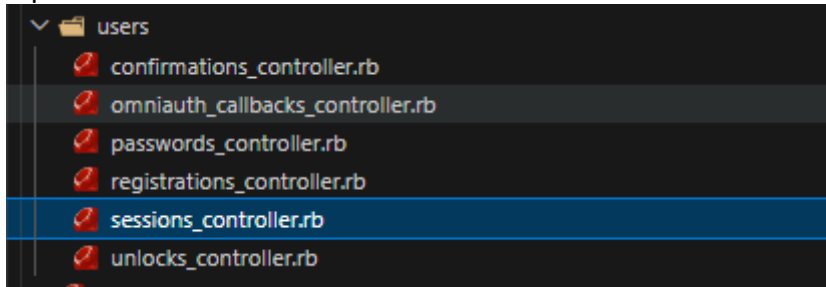 users
confirmations_controller.rb
omniauth_callbacks_controller.rb
passwords_controller.rb
registrations_controller.rb
sessions_controller.rb
unlocks_controller.rb